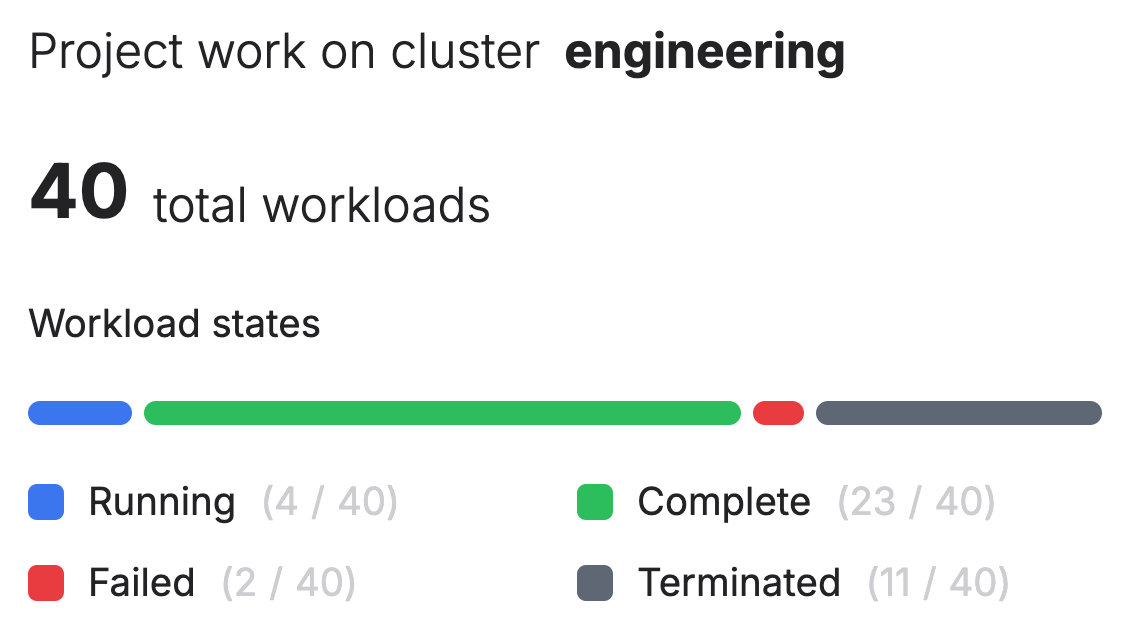 Project work on cluster engineering
40 total workloads
Workload states
Running (4 / 40)
Complete (23 / 40)
Failed (2 / 40)
Terminated (11 / 40)